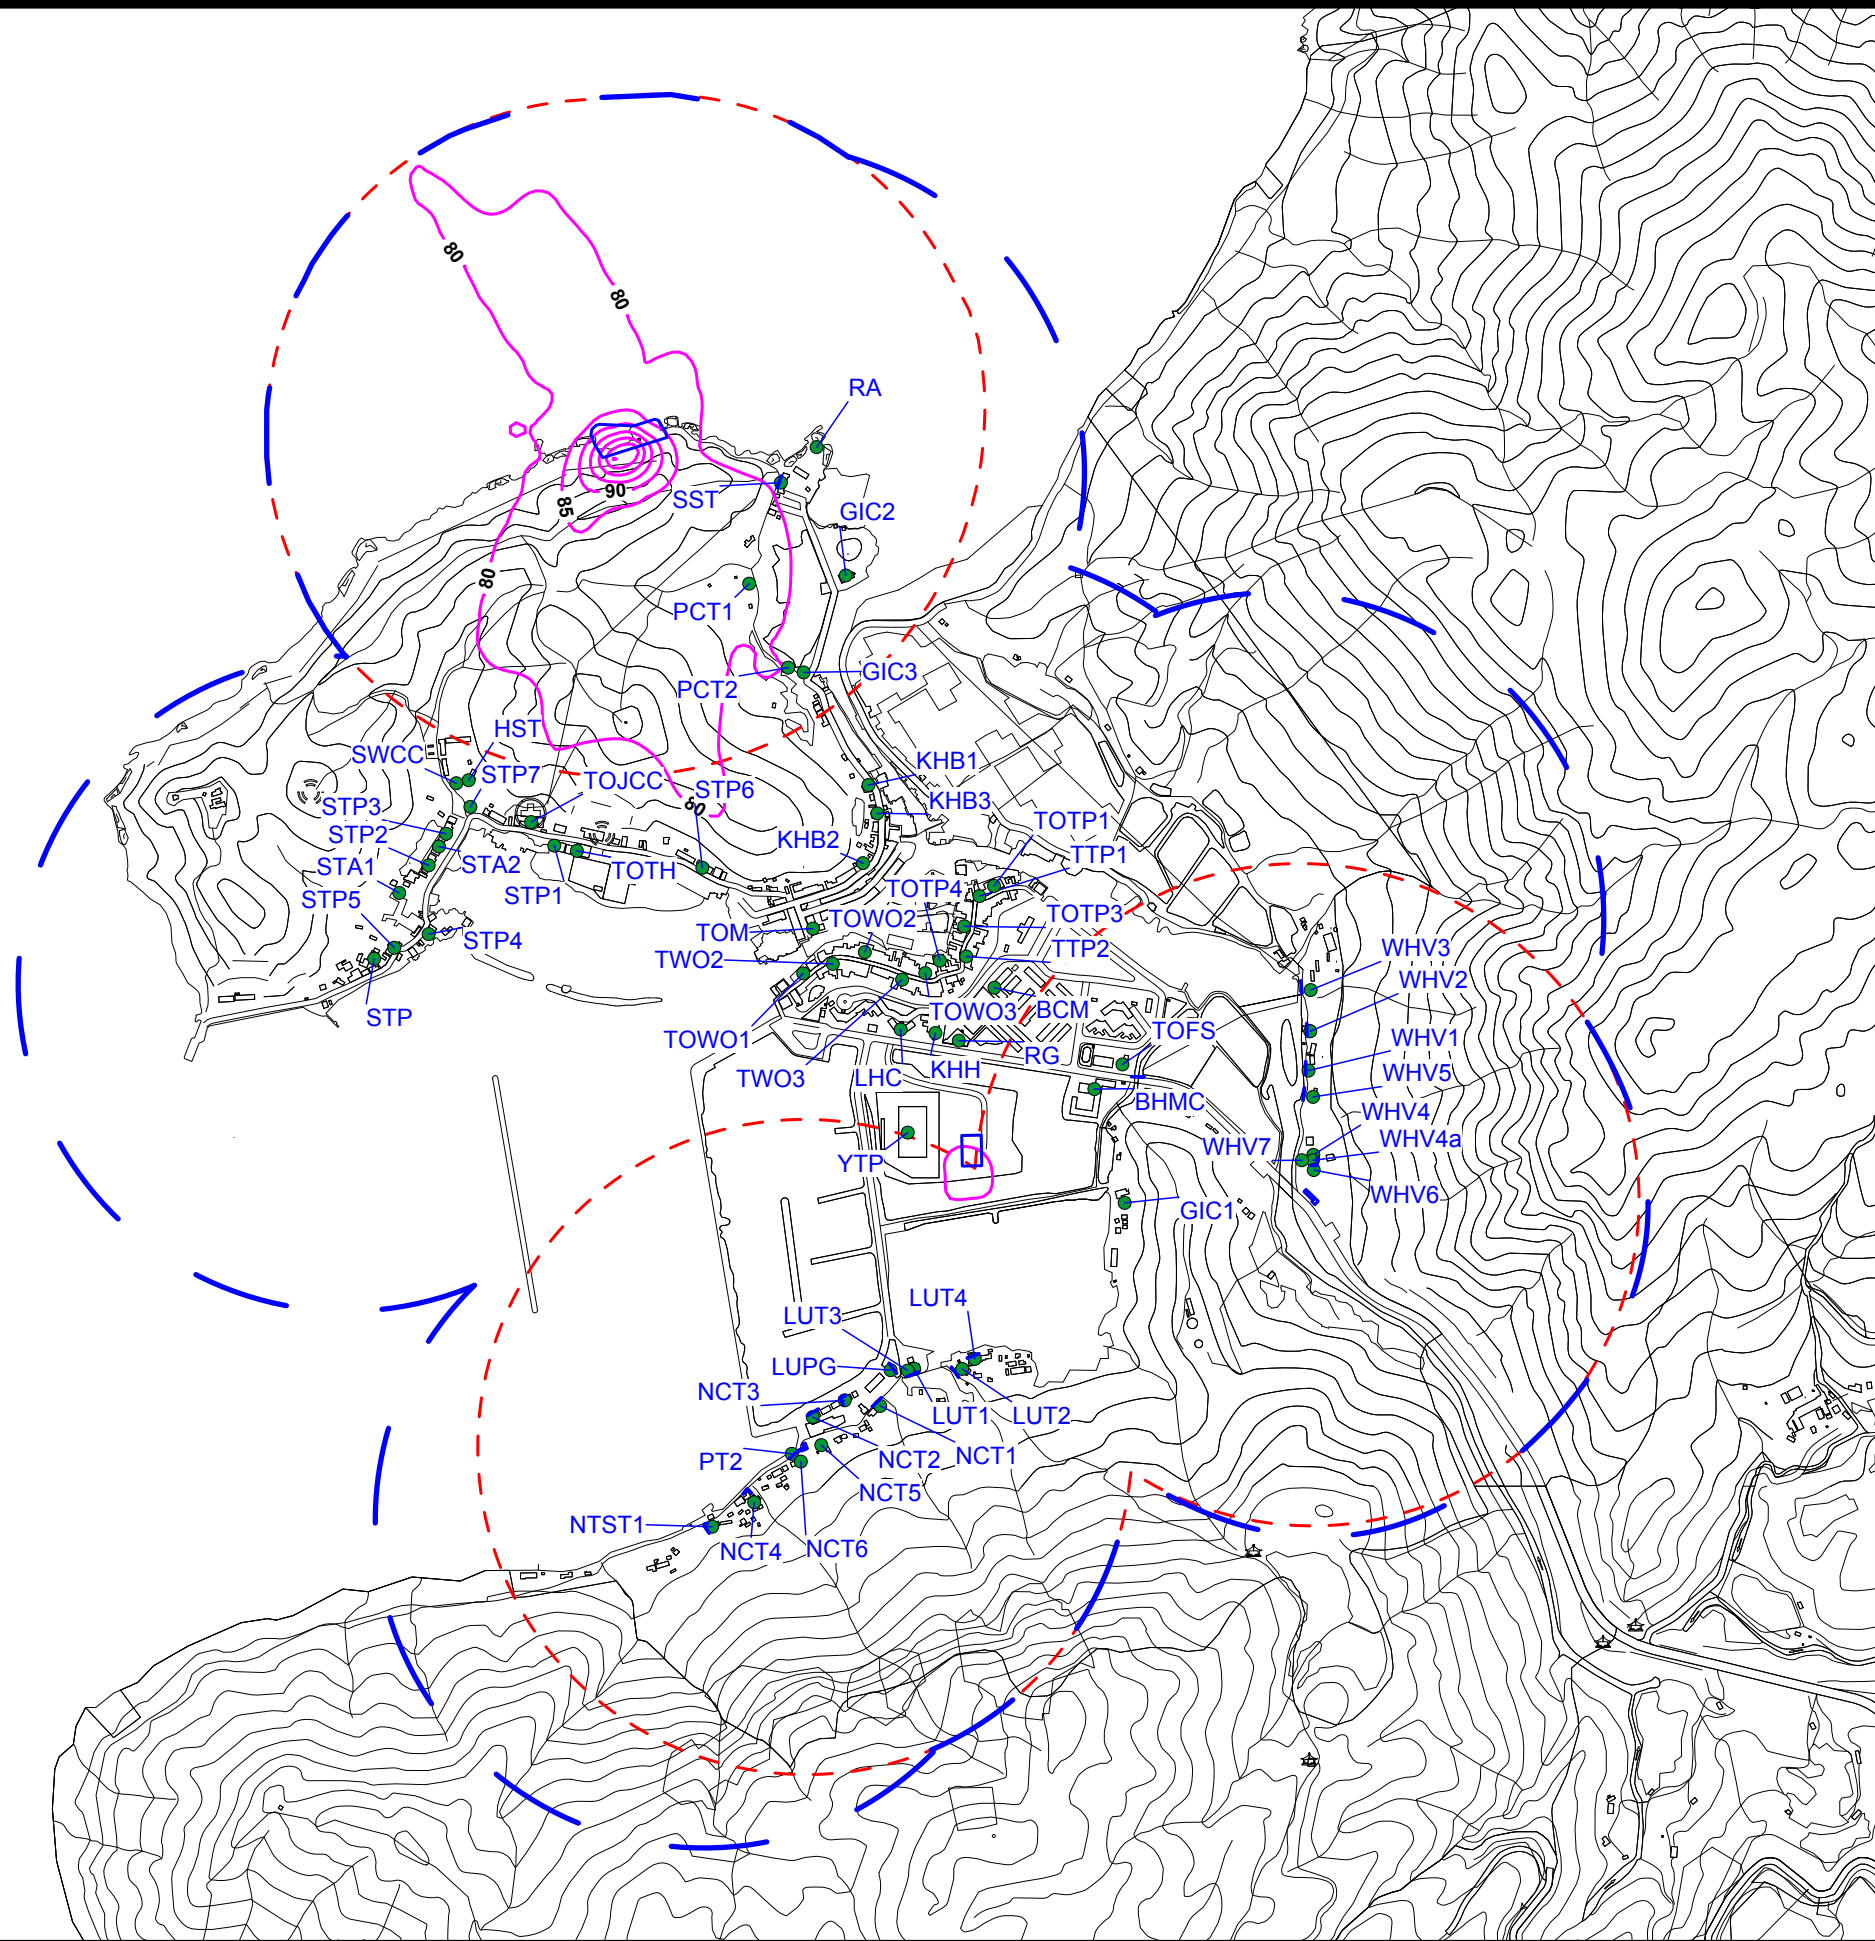 80
80
RA
90
85
SST
GIC2
80
PCT1
PCT2
GIC3
HST
SWCC
STP7
TOJCC
STP6
KHB1
STP3
80
KHB3
STP2
TOTP1
STA1
STA2
TOTH
KHB2
TTP1
STP5
STP1
TOTP4
STP4
TOM
TOWO2
TOTP3
TWO2
TTP2
WHV3
WHV2
STP
TOWO3
BCM
TOWO1
TOFS
WHV1
RG
TWO3
LHC
KHH
WHV5
BHMC
WHV4
WHV7
WHV4a
YTP
WHV6
GIC1
LUT4
LUT3
LUPG
NCT3
LUT1
LUT2
PT2
NCT2
NCT1
NCT5
NTST1
NCT4
NCT6